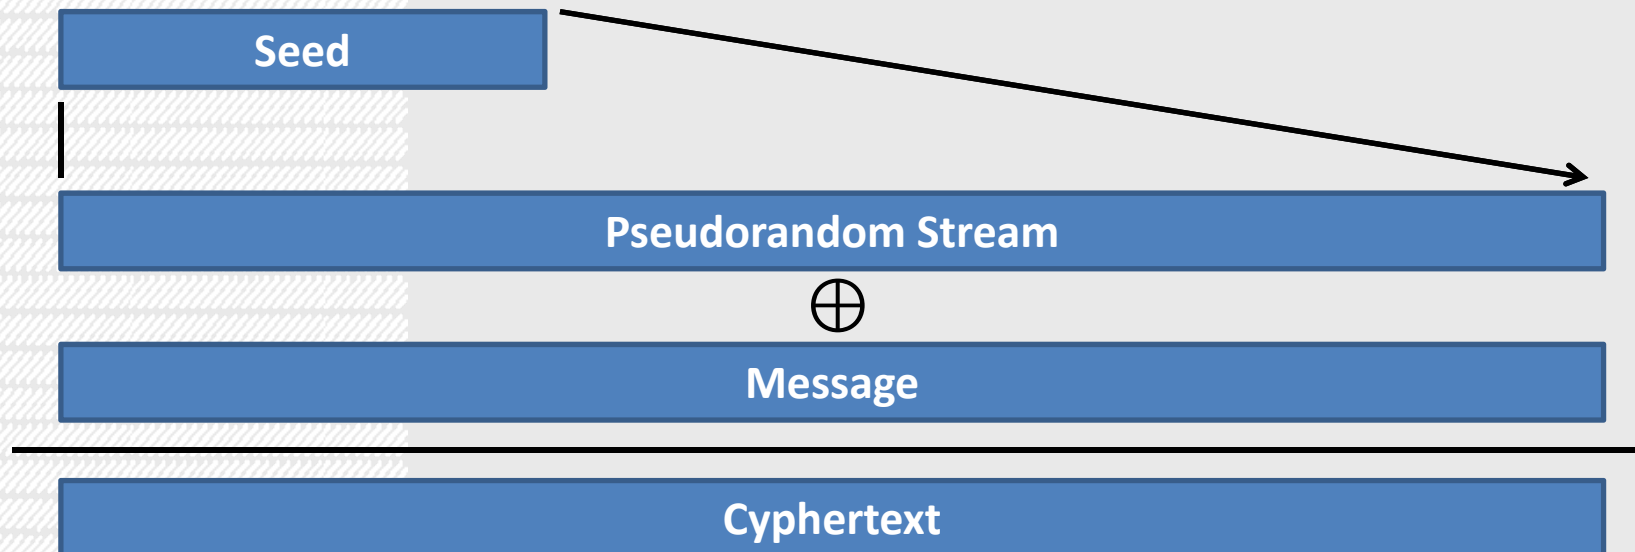 Seed
Pseudorandom Stream
⊕
Message
Cyphertext